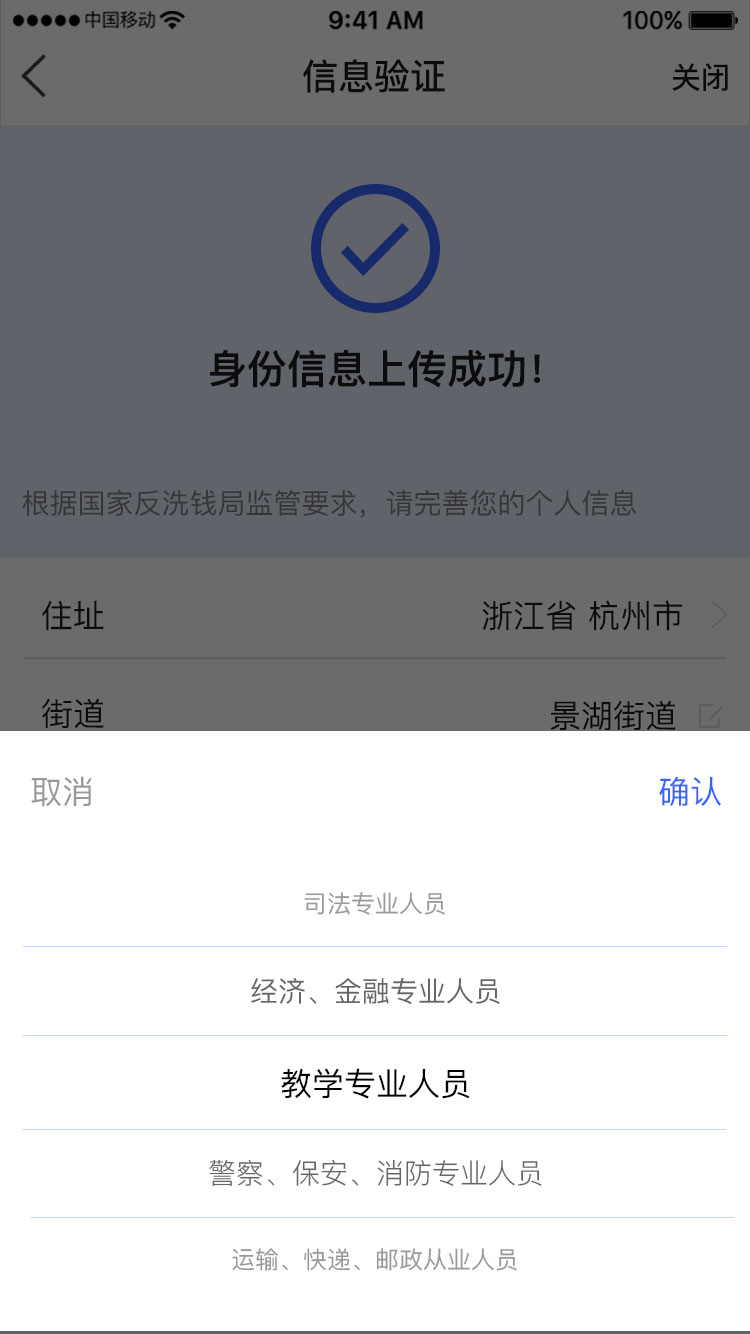 中国移动 9:41 AM 100%
信息验证 关闭
身份信息上传成功！
根据国家反洗钱局监管要求，请完善您的个人信息
住址 浙江省 杭州市
街道 景湖街道
取消 确认
司法专业人员
经济、金融专业人员
教学专业人员
警察、保安、消防专业人员
运输、快递、邮政从业人员